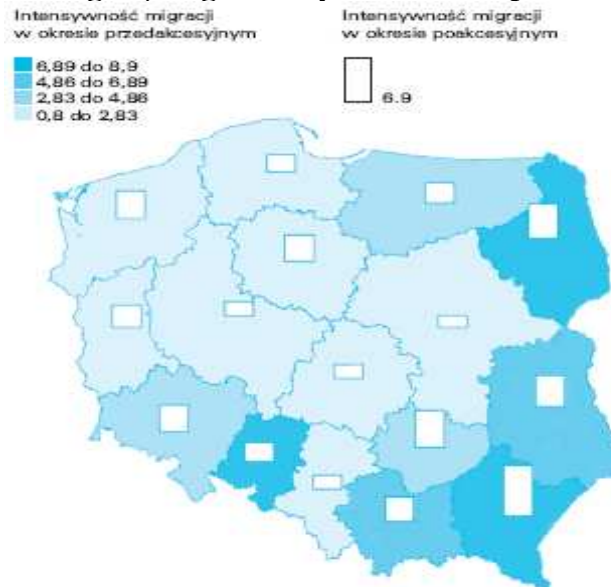 Intensywność migracji
w okresie przedakcesyjnym
6,89 do 8,9
4,86 do 6,89
2,83 do 4,86
0,8 do 2,83
Intensywność migracji
w okresie poakcesyjnym
6.9